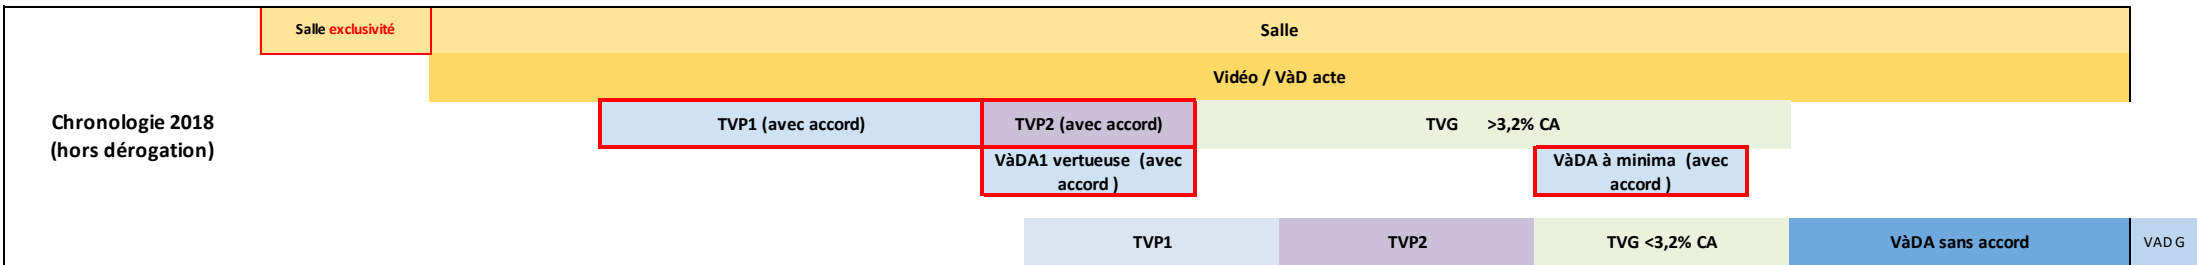 Salle exclusivité
Salle
Vidéo / VàD acte
Chronologie 2018
(hors dérogation)
TVP1 (avec accord)
TVP2 (avec accord)
TVG >3,2% CA
VàDA1 vertueuse (avec
accord )
VàDA à minima (avec
accord )
TVP1
TVP2
TVG <3,2% CA
VàDA sans accord
VADG